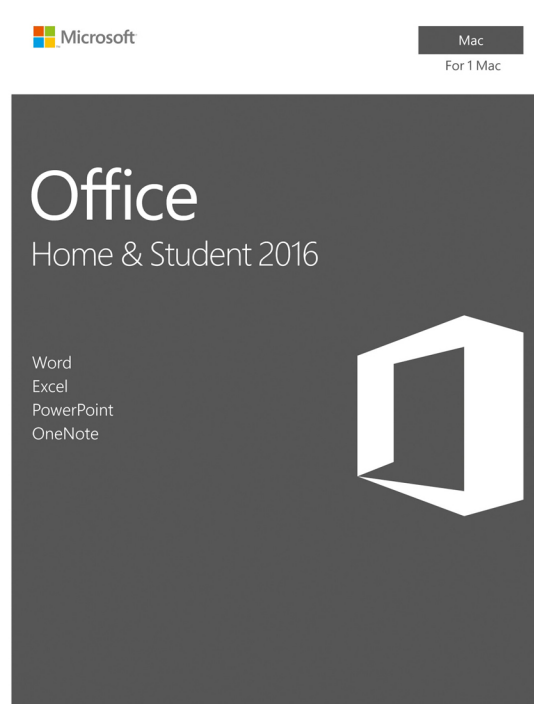 Microsoft
Mac
For 1 Mac
Office
Home & Student 2016
Word
Excel
PowerPoint
OneNote